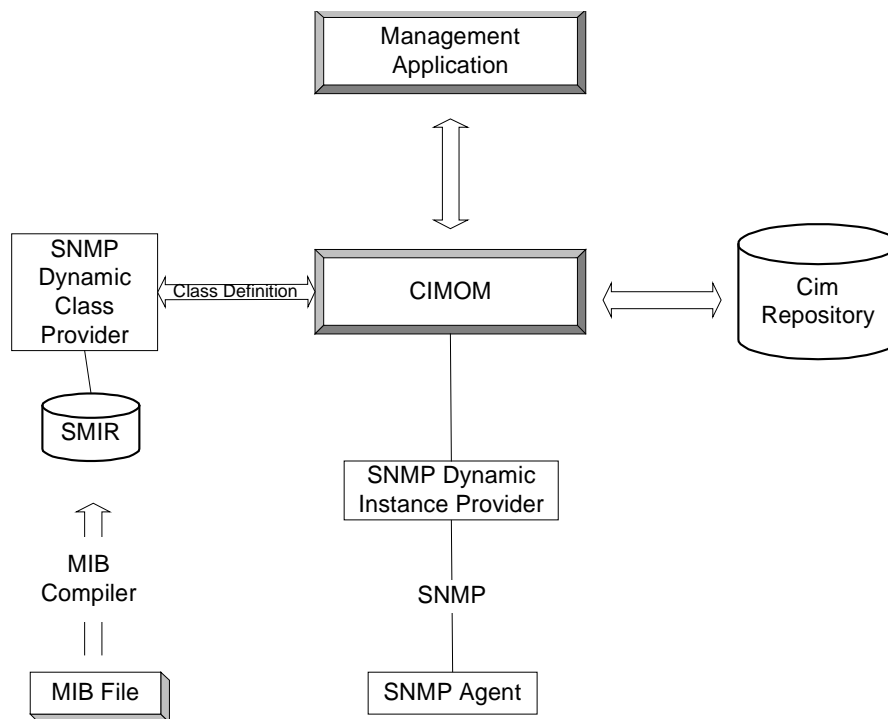 Management
Application
SNMP
Dynamic
Class
Provider
Class Definition
CIMOM
Cim
Repository
SMIR
SNMP Dynamic
Instance Provider
MIB
Compiler
SNMP
MIB File
SNMP Agent